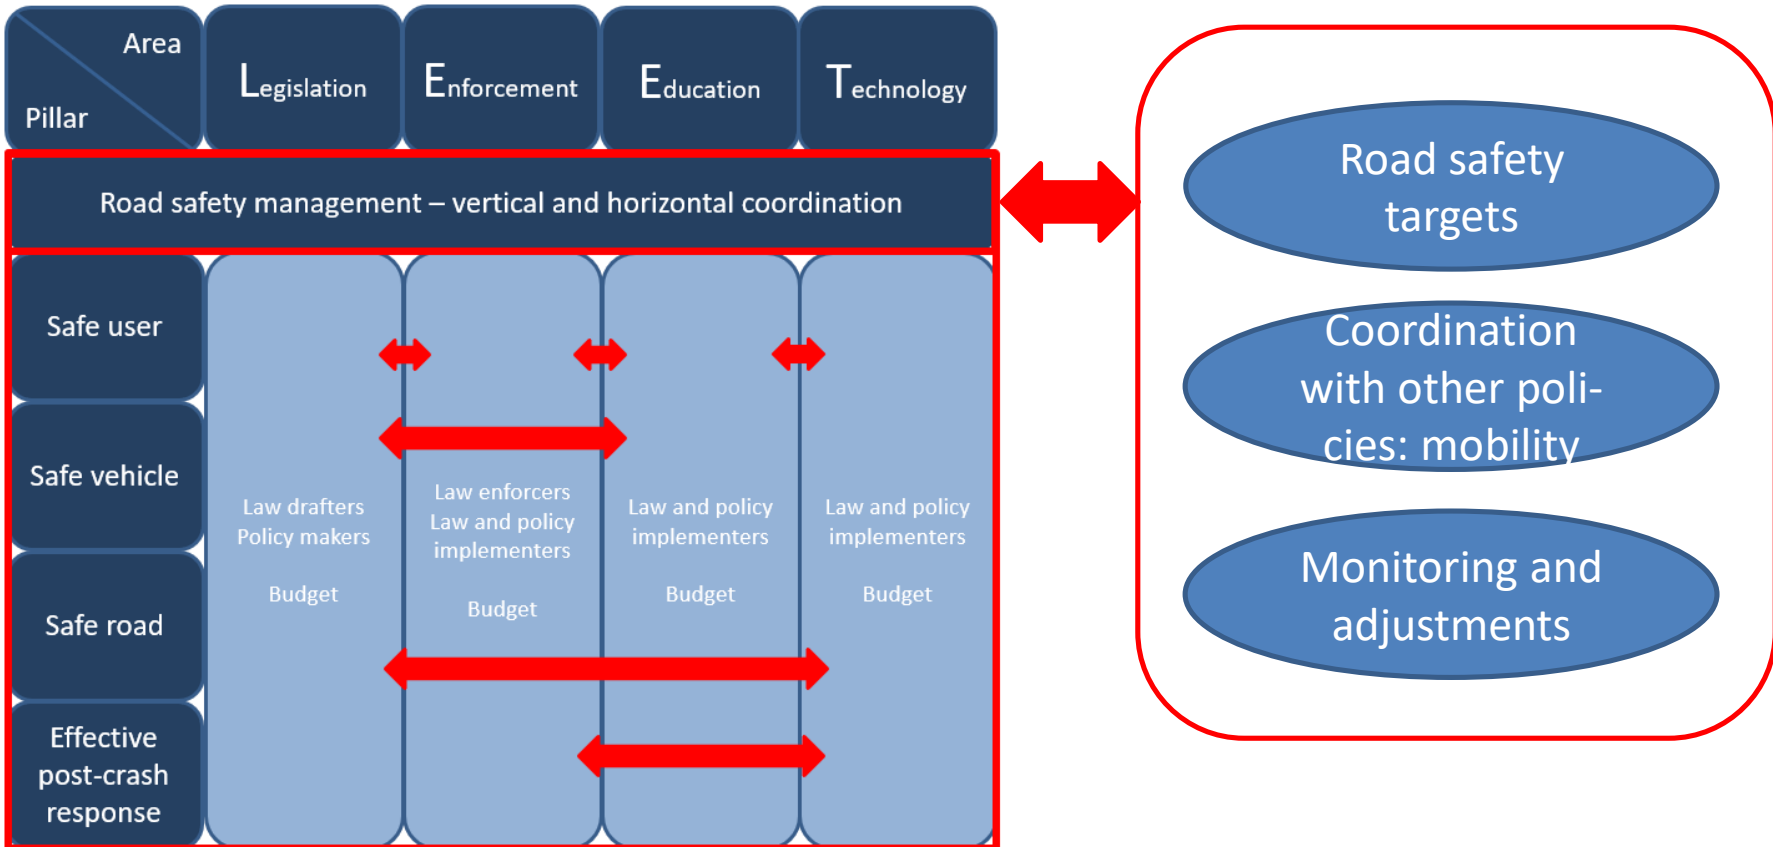 Area
Pillar
Legislation
Enforcement
Education
Technology
Road safety management – vertical and horizontal coordination
Safe user
Safe vehicle
Safe road
Effective
post-crash
response
Law drafters
Policy makers
Budget
Law enforcers
Law and policy
implementers
Budget
Law and policy
implementers
Budget
Law and policy
implementers
Budget
Road safety
targets
Coordination
with other poli-
cies: mobility
Monitoring and
adjustments